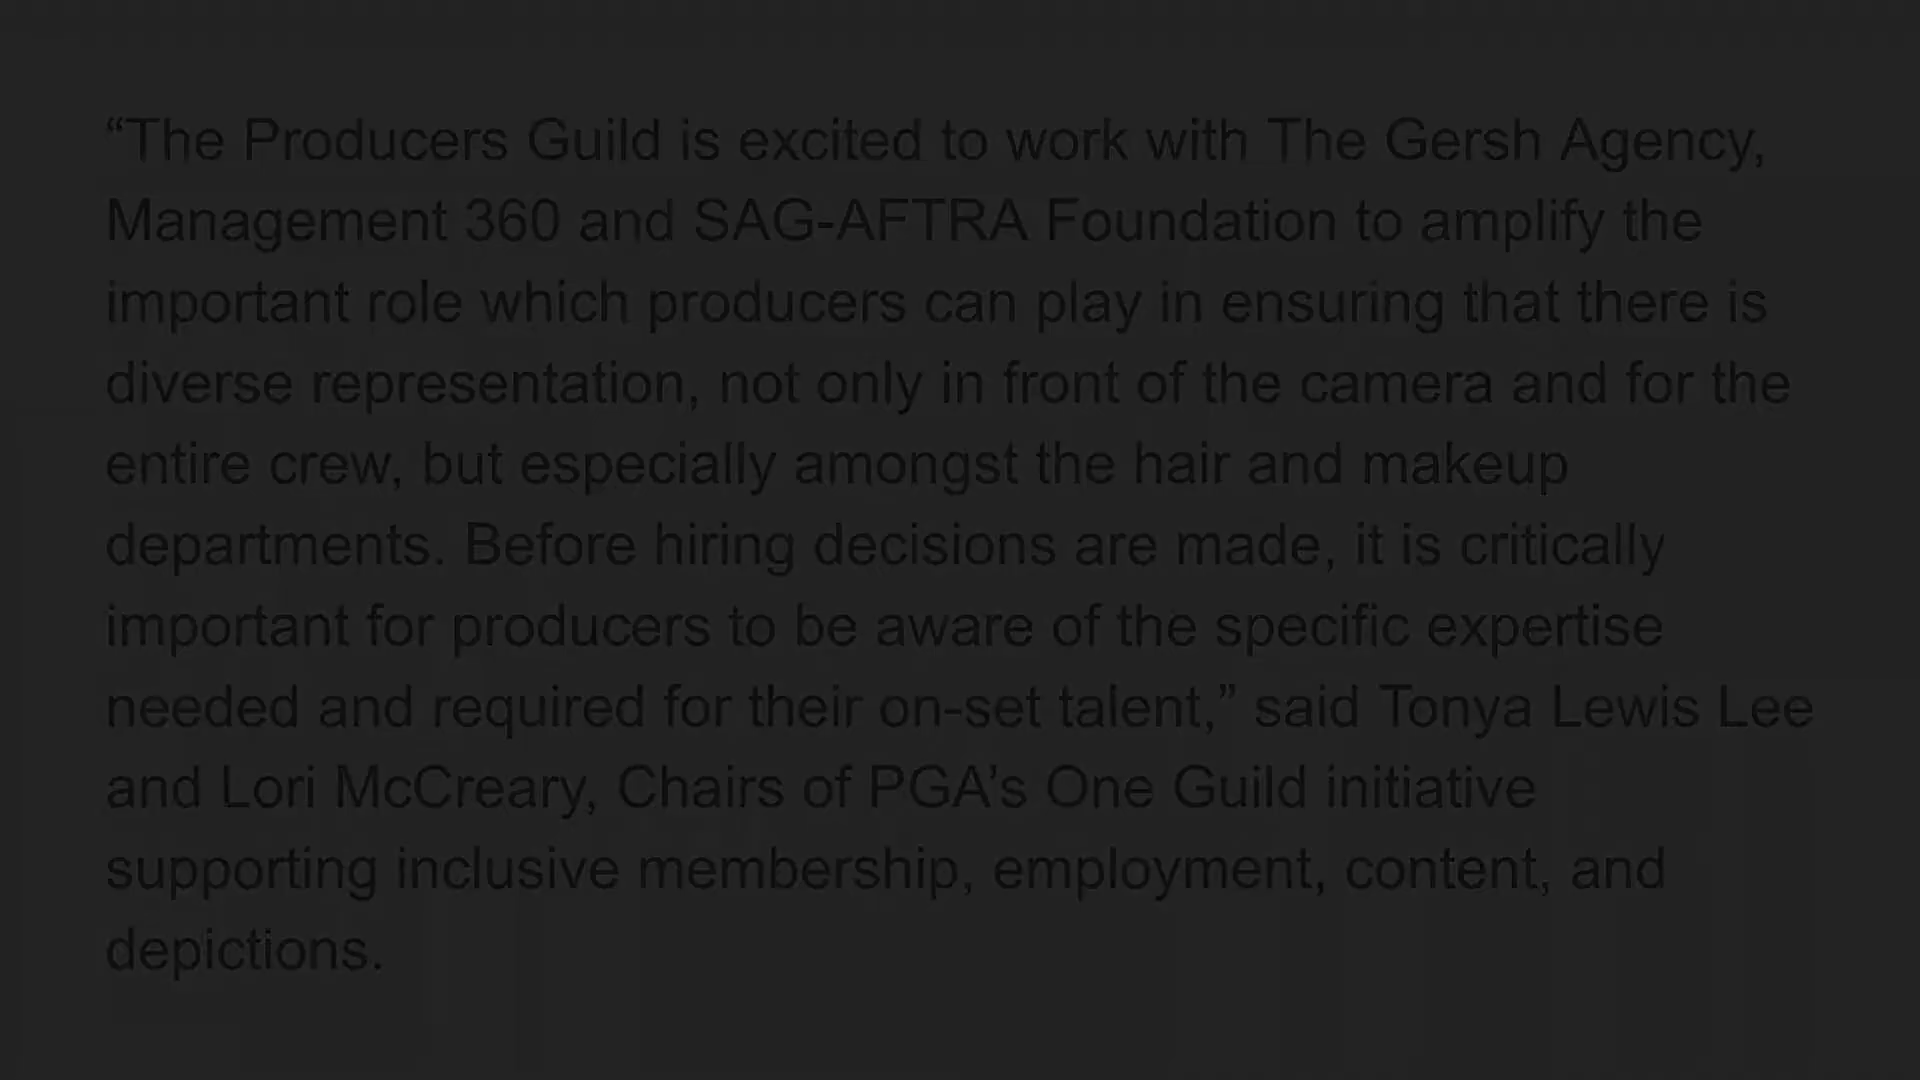 “The Producers Guild is excited to work with The Gersh Agency,
Management 360 and SAG-AFTRA Foundation to amplify the
important role which producers can play in ensuring that there is
diverse representation, not only in front of the camera and for the
entire crew, but especially amongst the hair and makeup
departments. Before hiring decisions are made, it is critically
important for producers to be aware of the specific expertise
needed and required for their on-set talent,” said Tonya Lewis Lee
and Lori McCreary, Chairs of PGA’s One Guild initiative
supporting inclusive membership, employment, content, and
depictions.